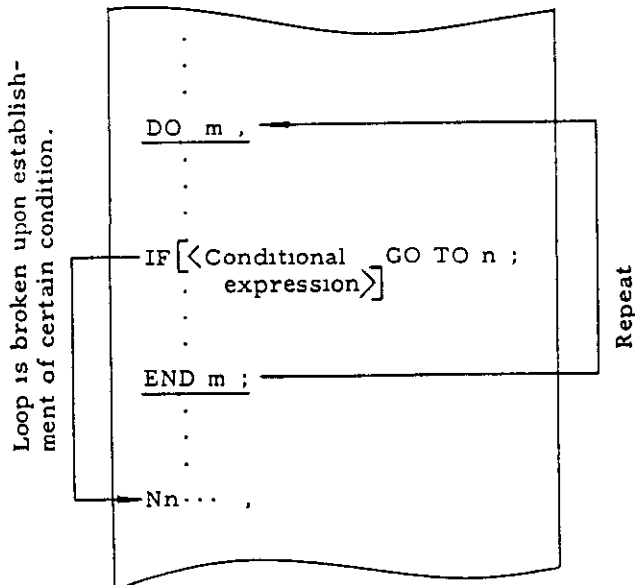 Loop is broken upon establish-
ment of certain condition.
.
.
.
DO m ,
.
.
.
IF [<Conditional
expression>] GO TO n ;
.
.
.
END m ;
.
.
.
Nn ··· ,
Repeat